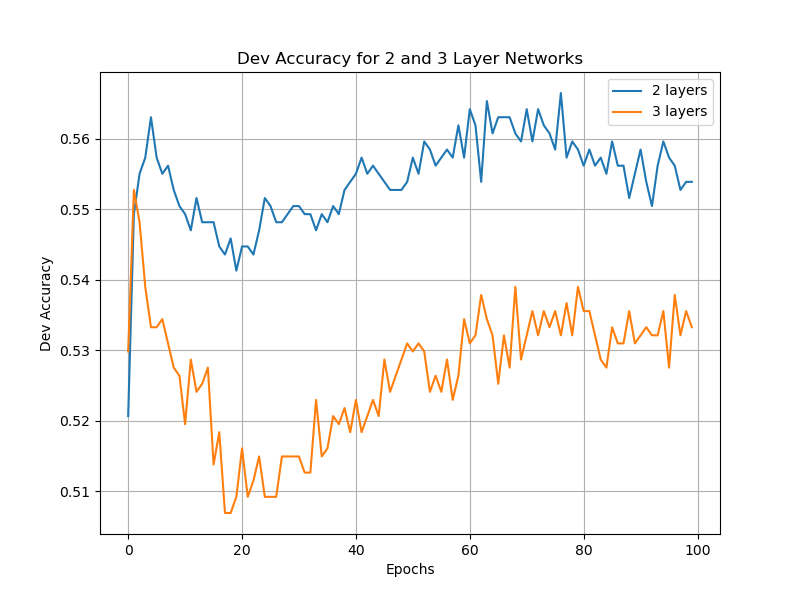 Dev Accuracy for 2 and 3 Layer Networks
2 layers
3 layers
0.56
0.55
0.54
0.53
0.52
0.51
Dev Accuracy
0 20 40 60 80 100
Epochs